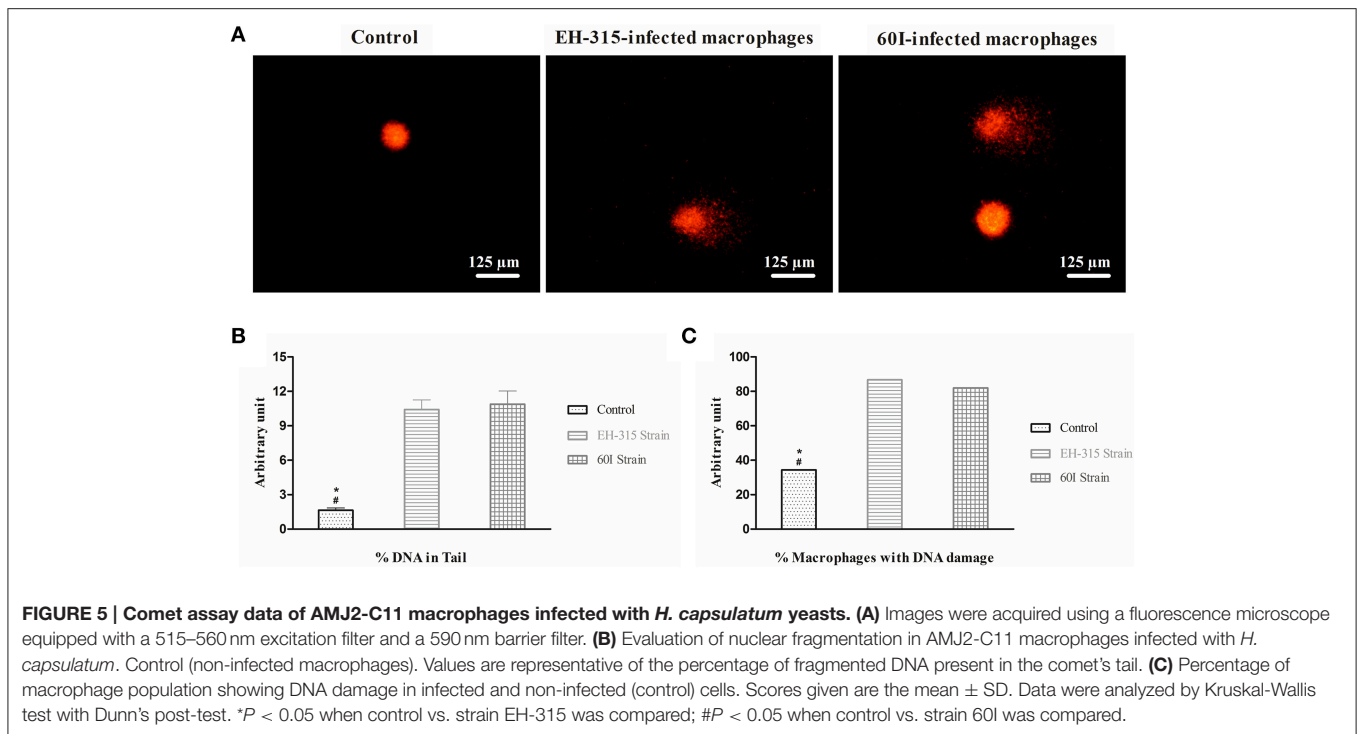 A
Control
EH-315-infected macrophages
60I-infected macrophages
125 µm
125 µm
125 µm
B
15
12
9
6
3
0
Arbitrary unit
*
#
% DNA in Tail
Control
EH-315 Strain
60I Strain
C
100
80
60
40
20
0
Arbitrary unit
*
#
% Macrophages with DNA damage
Control
EH-315 Strain
60I Strain
FIGURE 5 | Comet assay data of AMJ2-C11 macrophages infected with H. capsulatum yeasts. (A) Images were acquired using a fluorescence microscope
equipped with a 515–560 nm excitation filter and a 590 nm barrier filter. (B) Evaluation of nuclear fragmentation in AMJ2-C11 macrophages infected with H.
capsulatum. Control (non-infected macrophages). Values are representative of the percentage of fragmented DNA present in the comet's tail. (C) Percentage of
macrophage population showing DNA damage in infected and non-infected (control) cells. Scores given are the mean ± SD. Data were analyzed by Kruskal-Wallis
test with Dunn's post-test. *P < 0.05 when control vs. strain EH-315 was compared; #P < 0.05 when control vs. strain 60I was compared.